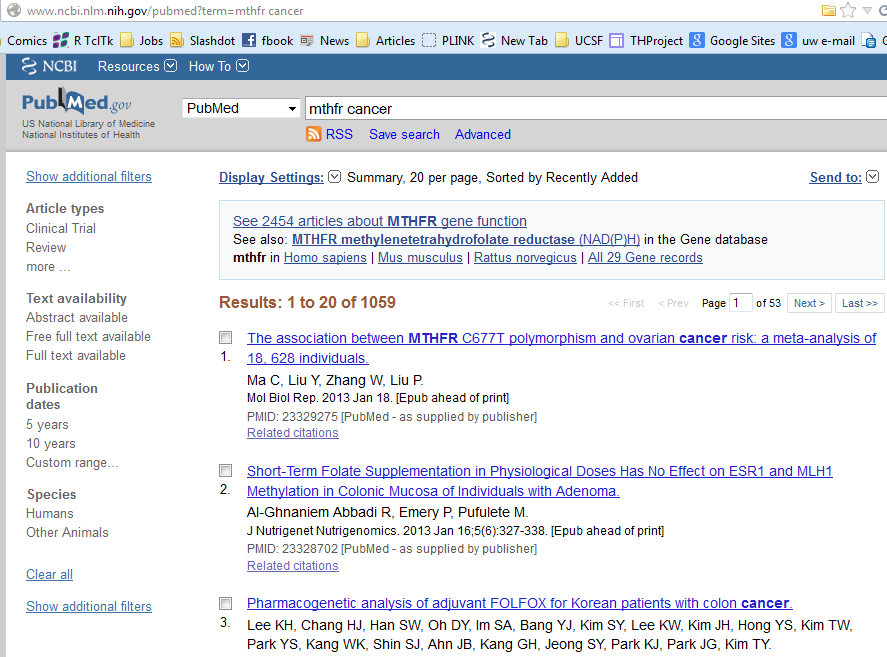 www.ncbi.nlm.nih.gov/pubmed?term=mthfr cancer
Comics R TclTk Jobs Slashdot fbook News Articles PLINK New Tab UCSF THProject Google Sites uw e-mail
NCBI Resources How To
PubMed.gov
US National Library of Medicine
National Institutes of Health
PubMed
mthfr cancer
RSS Save search Advanced
Show additional filters
Article types
Clinical Trial
Review
more ...
Text availability
Abstract available
Free full text available
Full text available
Publication
dates
5 years
10 years
Custom range...
Species
Humans
Other Animals
Clear all
Show additional filters
Display Settings: Summary, 20 per page, Sorted by Recently Added Send to:
See 2454 articles about MTHFR gene function
See also: MTHFR methylenetetrahydrofolate reductase (NAD(P)H) in the Gene database
mthfr in Homo sapiens | Mus musculus | Rattus norvegicus | All 29 Gene records
Results: 1 to 20 of 1059 << First < Prev Page 1 of 53 Next > Last >>
The association between MTHFR C677T polymorphism and ovarian cancer risk: a meta-analysis of
1. 18, 628 individuals.
Ma C, Liu Y, Zhang W, Liu P.
Mol Biol Rep. 2013 Jan 18. [Epub ahead of print]
PMID: 23329275 [PubMed - as supplied by publisher]
Related citations
Short-Term Folate Supplementation in Physiological Doses Has No Effect on ESR1 and MLH1
2. Methylation in Colonic Mucosa of Individuals with Adenoma.
Al-Ghnaniem Abbadi R, Emery P, Pufulete M.
J Nutrigenet Nutrigenomics. 2013 Jan 16;5(6):327-338. [Epub ahead of print]
PMID: 23328702 [PubMed - as supplied by publisher]
Related citations
Pharmacogenetic analysis of adjuvant FOLFOX for Korean patients with colon cancer.
3. Lee KH, Chang HJ, Han SW, Oh DY, Im SA, Bang YJ, Kim SY, Lee KW, Kim JH, Hong YS, Kim TW,
Park YS, Kang WK, Shin SJ, Ahn JB, Kang GH, Jeong SY, Park KJ, Park JG, Kim TY.